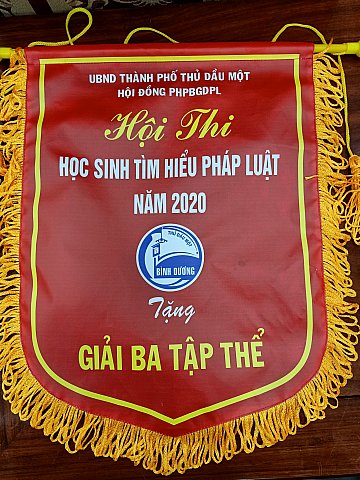 UBND THÀNH PHỐ THỦ DẦU MỘT
HỘI ĐỒNG PHPBGDPL
Hội Thi
HỌC SINH TÌM HIỂU PHÁP LUẬT
NĂM 2020
BÌNH DƯƠNG
Tặng
GIẢI BA TẬP THỂ